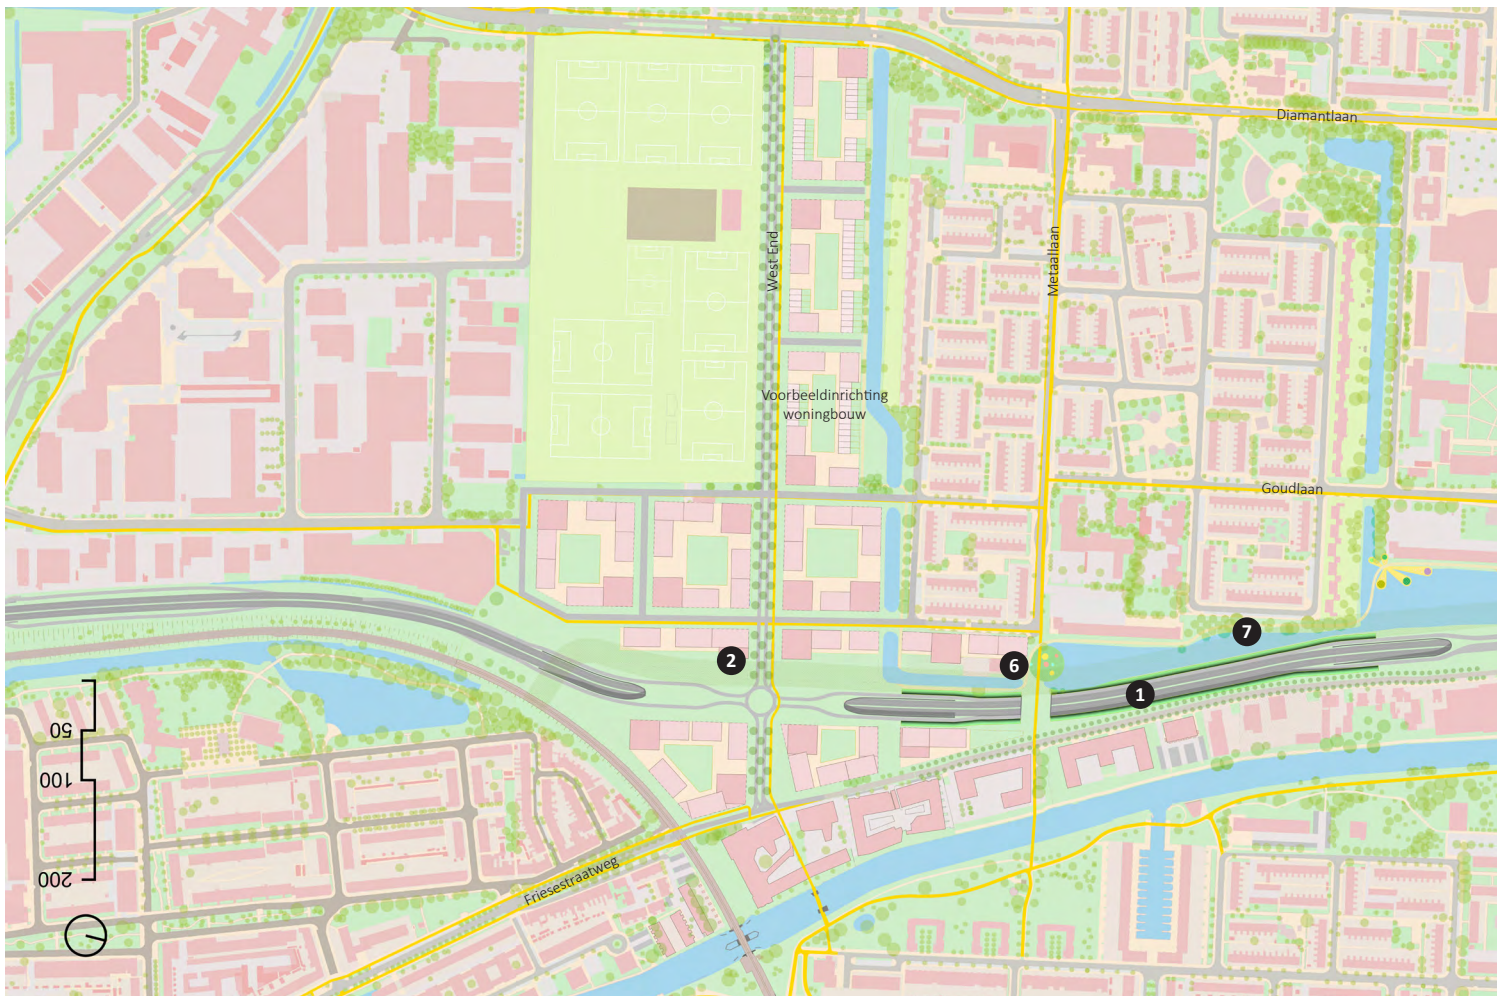 Diamantlaan
West End
Metaallaan
Voorbeeldinrichting
woningbouw
Goudlaan
7
2
6
1
50
100
200
Friesestraatweg